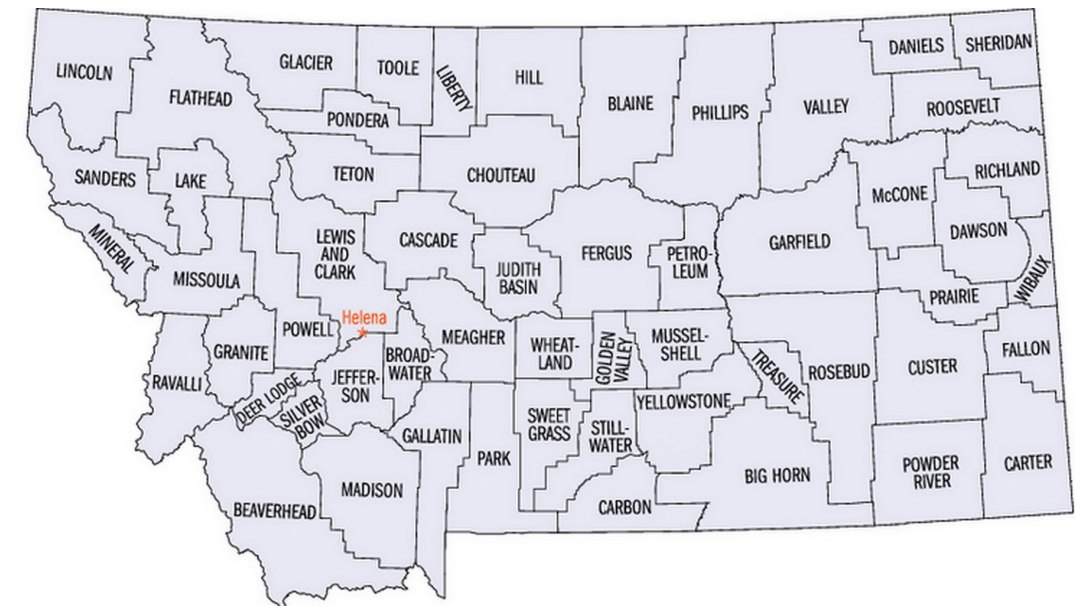 LINCOLN
FLATHEAD
GLACIER
TOOLE
LIBERTY
HILL
BLAINE
PHILLIPS
VALLEY
DANIELS
SHERIDAN
ROOSEVELT
PONDERA
SANDERS
LAKE
TETON
CHOUTEAU
McCONE
RICHLAND
MINERAL
MISSOULA
LEWIS
AND
CLARK
CASCADE
JUDITH
BASIN
FERGUS
PETRO-
LEUM
GARFIELD
DAWSON
WIBAUX
PRAIRIE
POWELL
Helena
GRANITE
BROAD-
WATER
MEAGHER
WHEAT-
LAND
GOLDEN
VALLEY
MUSSEL-
SHELL
TREASURE
ROSEBUD
CUSTER
FALLON
RAVALLI
DEER LODGE
SILVER
BOW
JEFFER-
SON
GALLATIN
PARK
SWEET
GRASS
STILL-
WATER
YELLOWSTONE
BEAVERHEAD
MADISON
CARBON
BIG HORN
POWDER
RIVER
CARTER